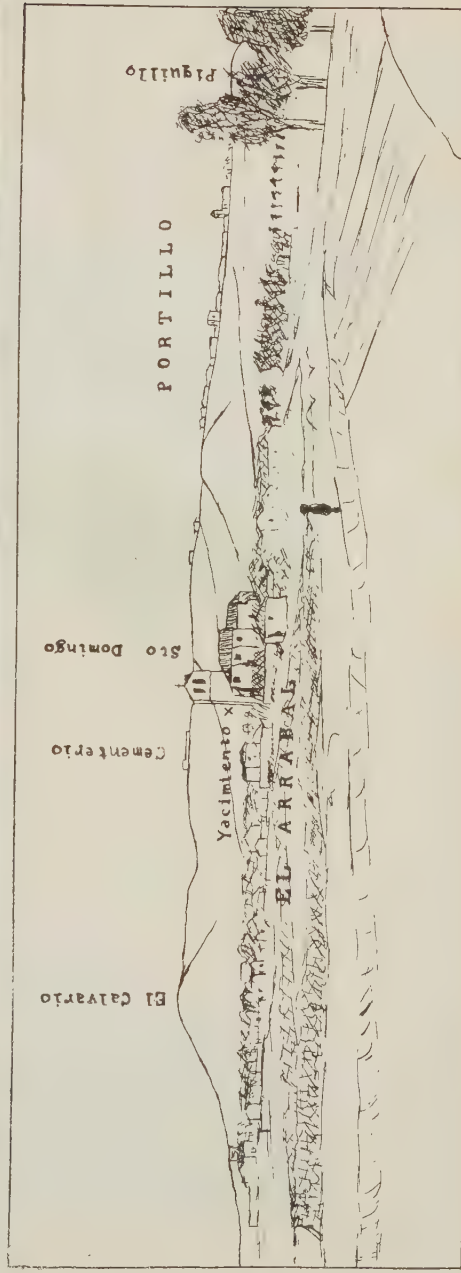 El Calvario
Cementerio
Sto Domingo
PORTILLO
Piquillo
Yacimiento x
EL ARRABAL